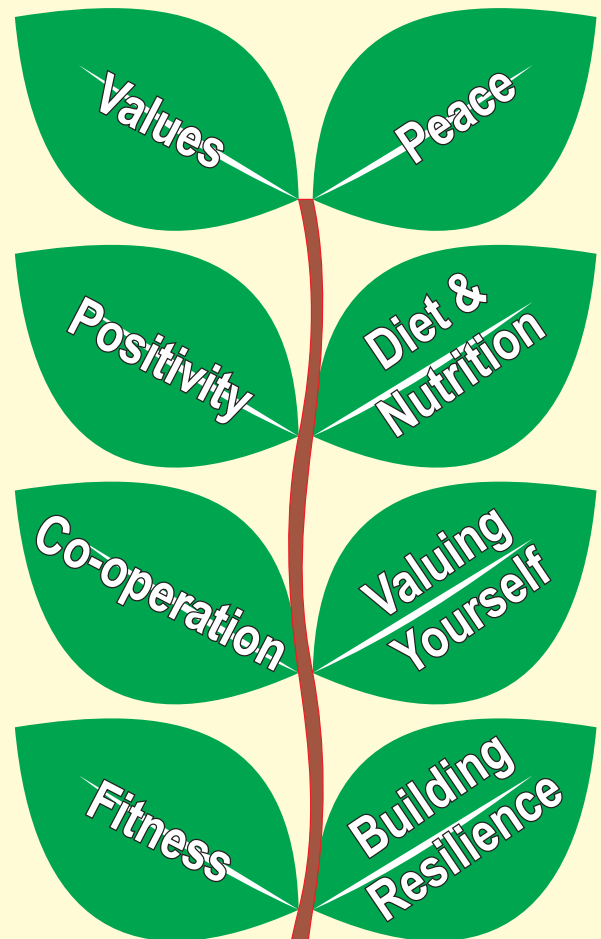 Values
Peace
Positivity
Diet &
Nutrition
Co-operation
Valuing
Yourself
Fitness
Building
Resilience